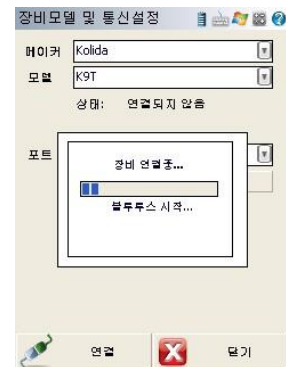 장비모델 및 통신설정
메이커 Kolida
모델 K9T
상태: 연결되지 않음
포트
장비 연결중...
블루투스 시작...
연결 닫기